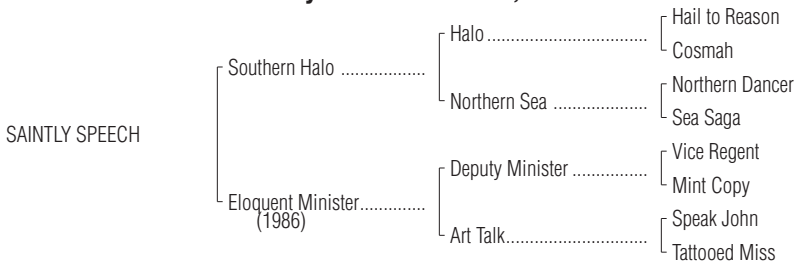 Hail to Reason
Halo ................................
Cosmah
Southern Halo ..................
Northern Dancer
Northern Sea ...................
Sea Saga
SAINTLY SPEECH
Vice Regent
Deputy Minister ...............
Mint Copy
Eloquent Minister.............
(1986)
Speak John
Art Talk............................
Tattooed Miss